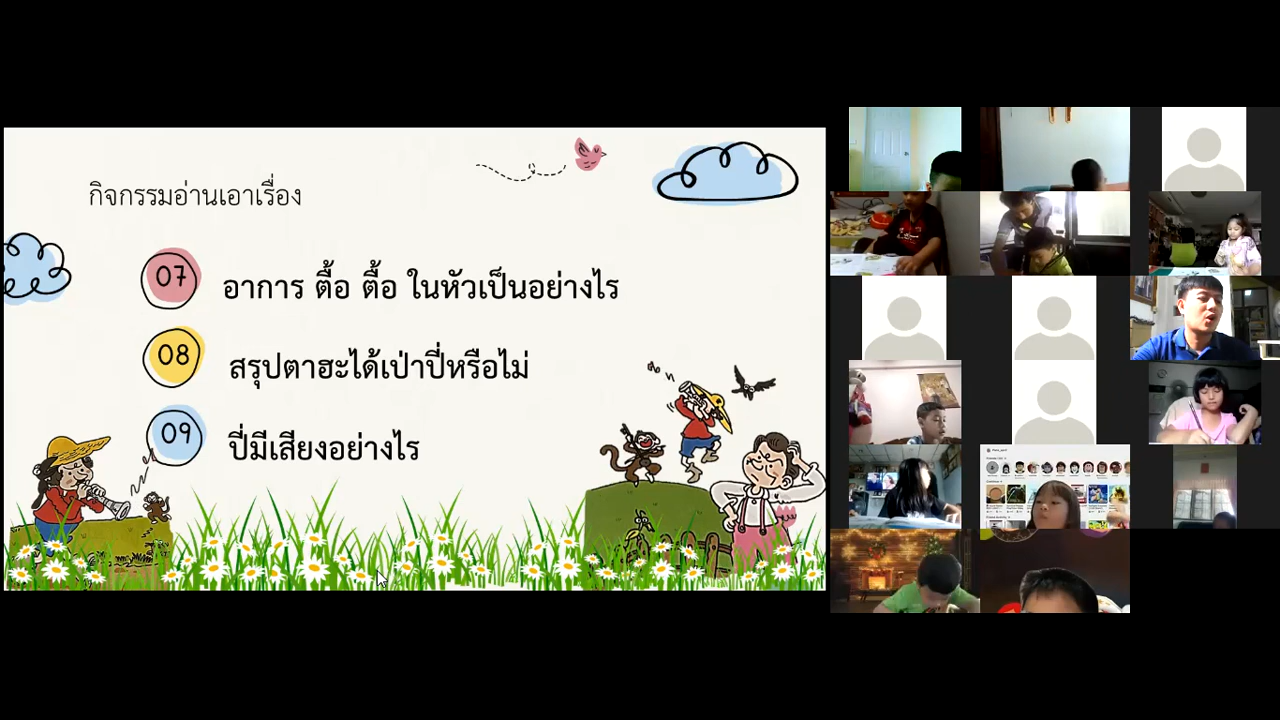 กิจกรรมอ่านเอาเรื่อง
07 อาการ ตื้อ ตื้อ ในหัวเป็นอย่างไร
08 สรุปตาฮะได้เป่าปี่หรือไม่
09 ปี่มีเสียงอย่างไร